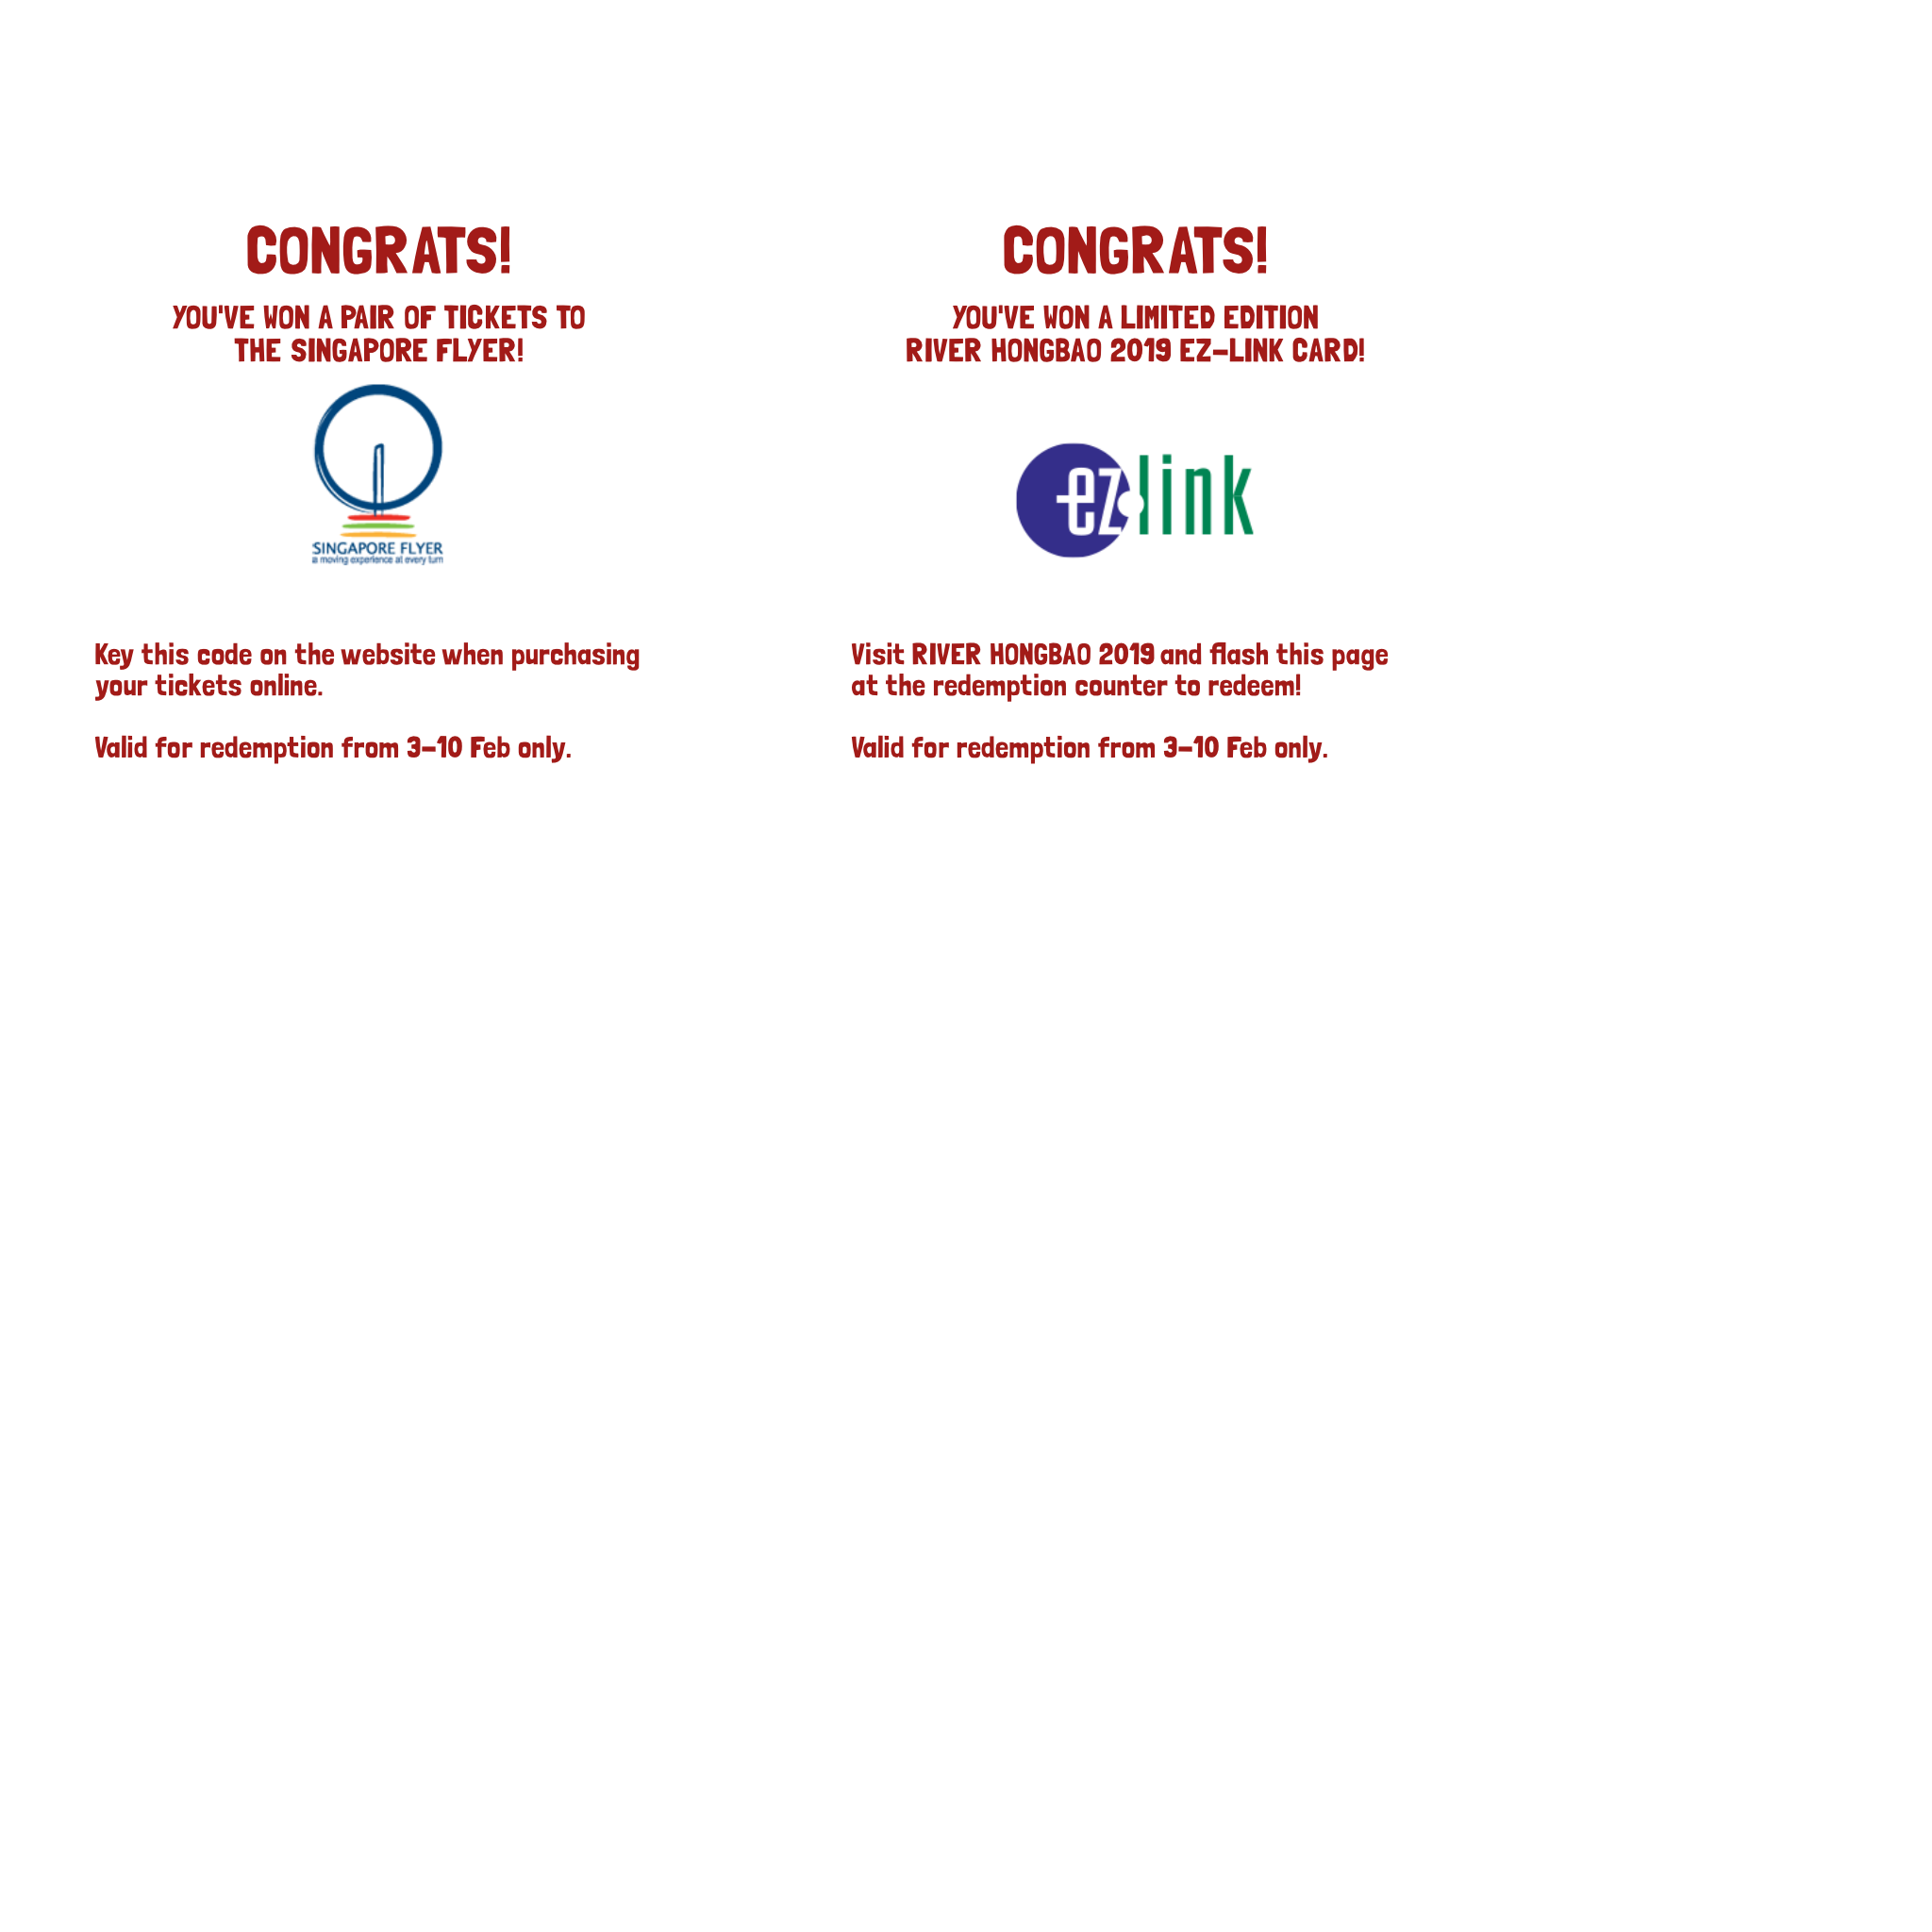 CONGRATS!
YOU'VE WON A PAIR OF TICKETS TO
THE SINGAPORE FLYER!
SINGAPORE FLYER
a moving experience at every turn
Key this code on the website when purchasing
your tickets online.
Valid for redemption from 3-10 Feb only.
CONGRATS!
YOU'VE WON A LIMITED EDITION
RIVER HONGBAO 2019 EZ-LINK CARD!
ez link
Visit RIVER HONGBAO 2019 and flash this page
at the redemption counter to redeem!
Valid for redemption from 3-10 Feb only.